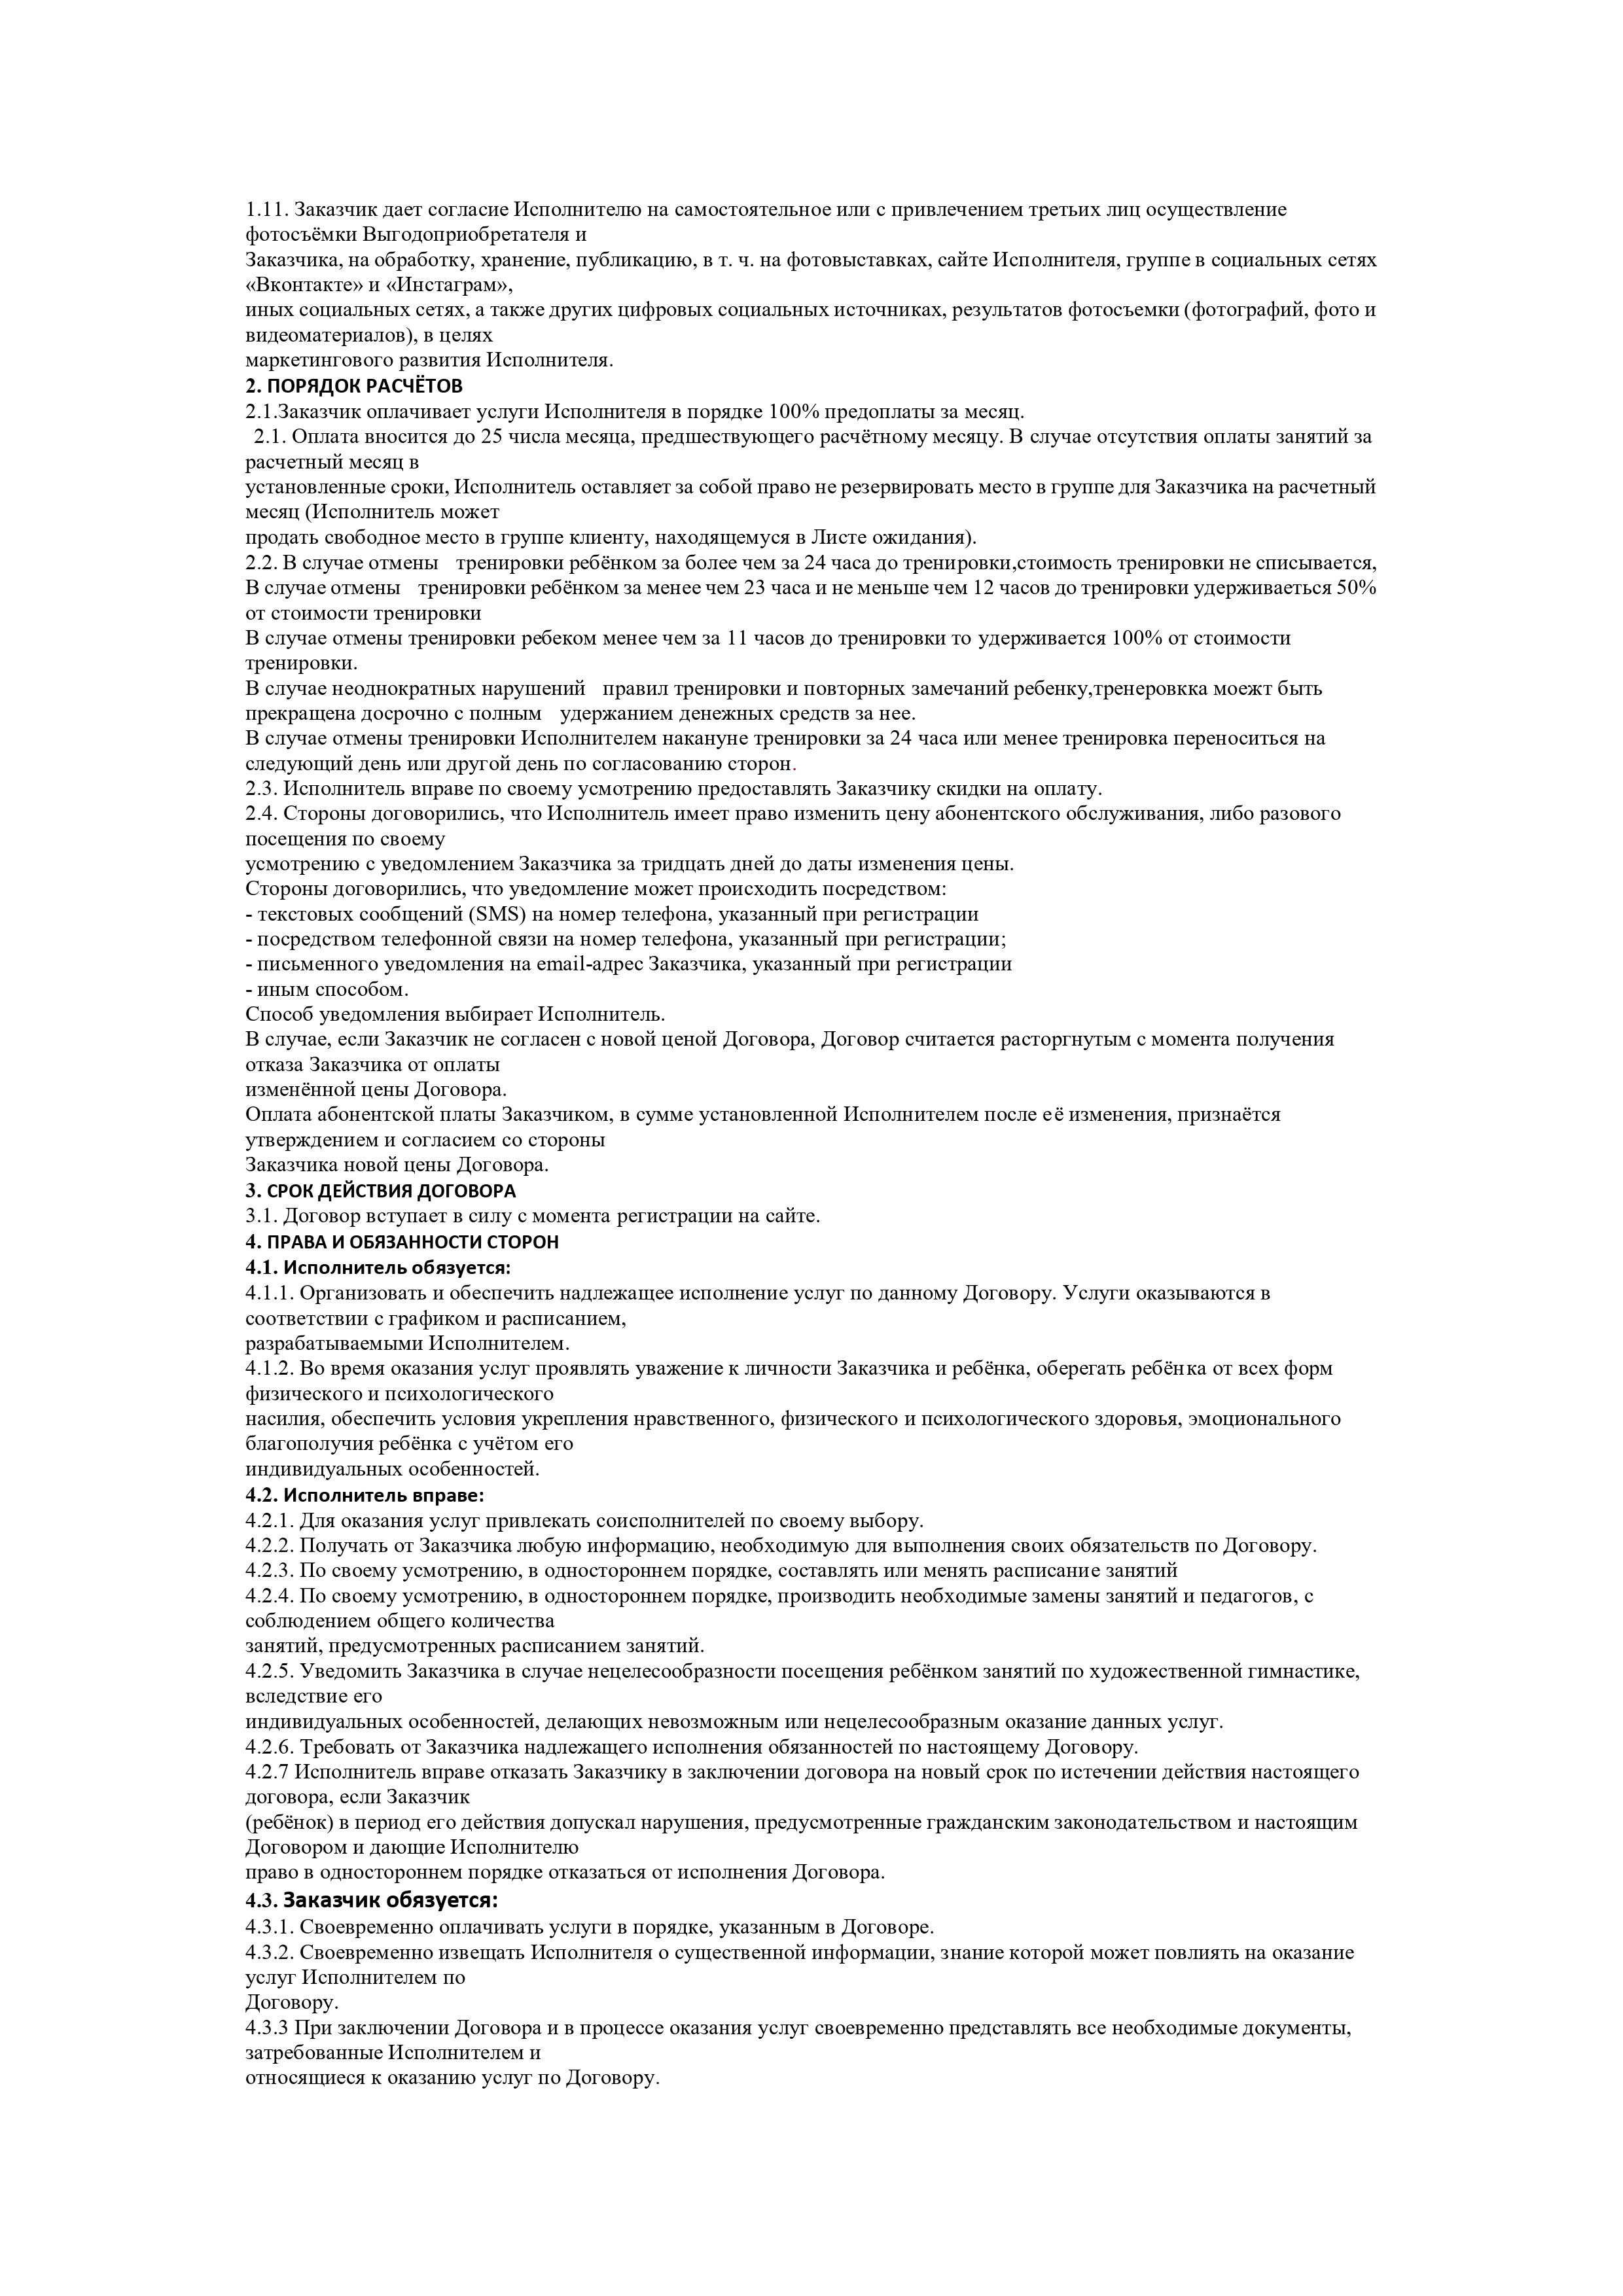 1.11. Заказчик дает согласие Исполнителю на самостоятельное или с привлечением третьих лиц осуществление
фотосъёмки Выгодоприобретателя и
Заказчика, на обработку, хранение, публикацию, в т. ч. на фотовыставках, сайте Исполнителя, группе в социальных сетях
«Вконтакте» и «Инстаграм»,
иных социальных сетях, а также других цифровых социальных источниках, результатов фотосъемки (фотографий, фото и
видеоматериалов), в целях
маркетингового развития Исполнителя.
2. ПОРЯДОК РАСЧЁТОВ
2.1.Заказчик оплачивает услуги Исполнителя в порядке 100% предоплаты за месяц.
2.1. Оплата вносится до 25 числа месяца, предшествующего расчётному месяцу. В случае отсутствия оплаты занятий за
расчетный месяц в
установленные сроки, Исполнитель оставляет за собой право не резервировать место в группе для Заказчика на расчетный
месяц (Исполнитель может
продать свободное место в группе клиенту, находящемуся в Листе ожидания).
2.2. В случае отмены тренировки ребёнком за более чем за 24 часа до тренировки,стоимость тренировки не списывается,
В случае отмены тренировки ребёнком за менее чем 23 часа и не меньше чем 12 часов до тренировки удерживаеться 50%
от стоимости тренировки
В случае отмены тренировки ребеком менее чем за 11 часов до тренировки то удерживается 100% от стоимости
тренировки.
В случае неоднократных нарушений правил тренировки и повторных замечаний ребенку,тренеровкка моежт быть
прекращена досрочно с полным удержанием денежных средств за нее.
В случае отмены тренировки Исполнителем накануне тренировки за 24 часа или менее тренировка переноситься на
следующий день или другой день по согласованию сторон.
2.3. Исполнитель вправе по своему усмотрению предоставлять Заказчику скидки на оплату.
2.4. Стороны договорились, что Исполнитель имеет право изменить цену абонентского обслуживания, либо разового
посещения по своему
усмотрению с уведомлением Заказчика за тридцать дней до даты изменения цены.
Стороны договорились, что уведомление может происходить посредством:
- текстовых сообщений (SMS) на номер телефона, указанный при регистрации
- посредством телефонной связи на номер телефона, указанный при регистрации;
- письменного уведомления на email-адрес Заказчика, указанный при регистрации
- иным способом.
Способ уведомления выбирает Исполнитель.
В случае, если Заказчик не согласен с новой ценой Договора, Договор считается расторгнутым с момента получения
отказа Заказчика от оплаты
изменённой цены Договора.
Оплата абонентской платы Заказчиком, в сумме установленной Исполнителем после её изменения, признаётся
утверждением и согласием со стороны
Заказчика новой цены Договора.
3. СРОК ДЕЙСТВИЯ ДОГОВОРА
3.1. Договор вступает в силу с момента регистрации на сайте.
4. ПРАВА И ОБЯЗАННОСТИ СТОРОН
4.1. Исполнитель обязуется:
4.1.1. Организовать и обеспечить надлежащее исполнение услуг по данному Договору. Услуги оказываются в
соответствии с графиком и расписанием,
разрабатываемыми Исполнителем.
4.1.2. Во время оказания услуг проявлять уважение к личности Заказчика и ребёнка, оберегать ребёнка от всех форм
физического и психологического
насилия, обеспечить условия укрепления нравственного, физического и психологического здоровья, эмоционального
благополучия ребёнка с учётом его
индивидуальных особенностей.
4.2. Исполнитель вправе:
4.2.1. Для оказания услуг привлекать соисполнителей по своему выбору.
4.2.2. Получать от Заказчика любую информацию, необходимую для выполнения своих обязательств по Договору.
4.2.3. По своему усмотрению, в одностороннем порядке, составлять или менять расписание занятий
4.2.4. По своему усмотрению, в одностороннем порядке, производить необходимые замены занятий и педагогов, с
соблюдением общего количества
занятий, предусмотренных расписанием занятий.
4.2.5. Уведомить Заказчика в случае нецелесообразности посещения ребёнком занятий по художественной гимнастике,
вследствие его
индивидуальных особенностей, делающих невозможным или нецелесообразным оказание данных услуг.
4.2.6. Требовать от Заказчика надлежащего исполнения обязанностей по настоящему Договору.
4.2.7 Исполнитель вправе отказать Заказчику в заключении договора на новый срок по истечении действия настоящего
договора, если Заказчик
(ребёнок) в период его действия допускал нарушения, предусмотренные гражданским законодательством и настоящим
Договором и дающие Исполнителю
право в одностороннем порядке отказаться от исполнения Договора.
4.3. Заказчик обязуется:
4.3.1. Своевременно оплачивать услуги в порядке, указанным в Договоре.
4.3.2. Своевременно извещать Исполнителя о существенной информации, знание которой может повлиять на оказание
услуг Исполнителем по
Договору.
4.3.3 При заключении Договора и в процессе оказания услуг своевременно представлять все необходимые документы,
затребованные Исполнителем и
относящиеся к оказанию услуг по Договору.